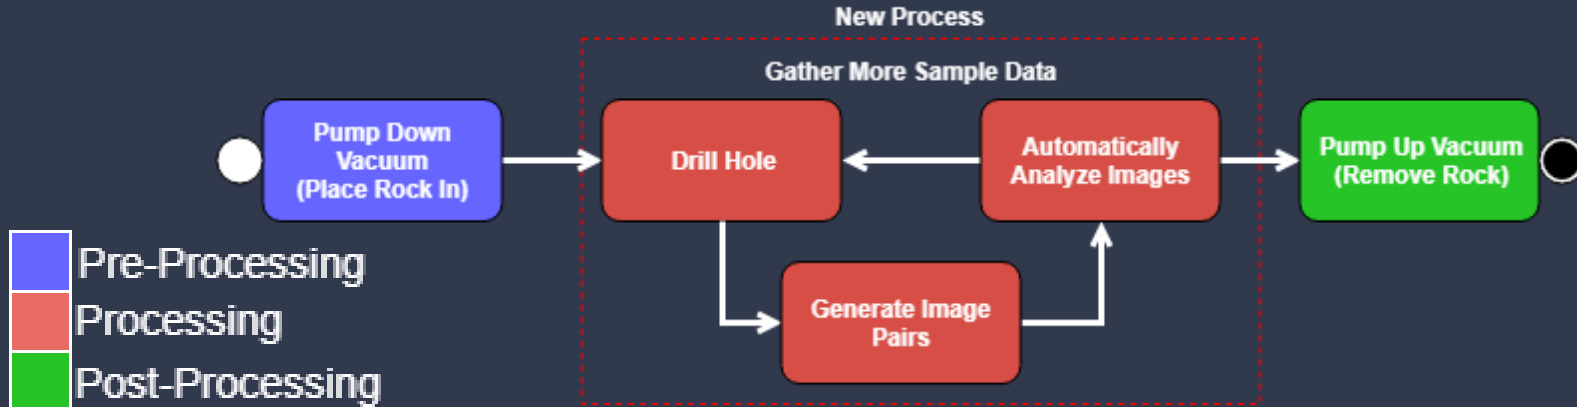 New Process
Gather More Sample Data
Pump Down
Vacuum
(Place Rock In)
Drill Hole
Automatically
Analyze Images
Pump Up Vacuum
(Remove Rock)
Generate Image
Pairs
Pre-Processing
Processing
Post-Processing